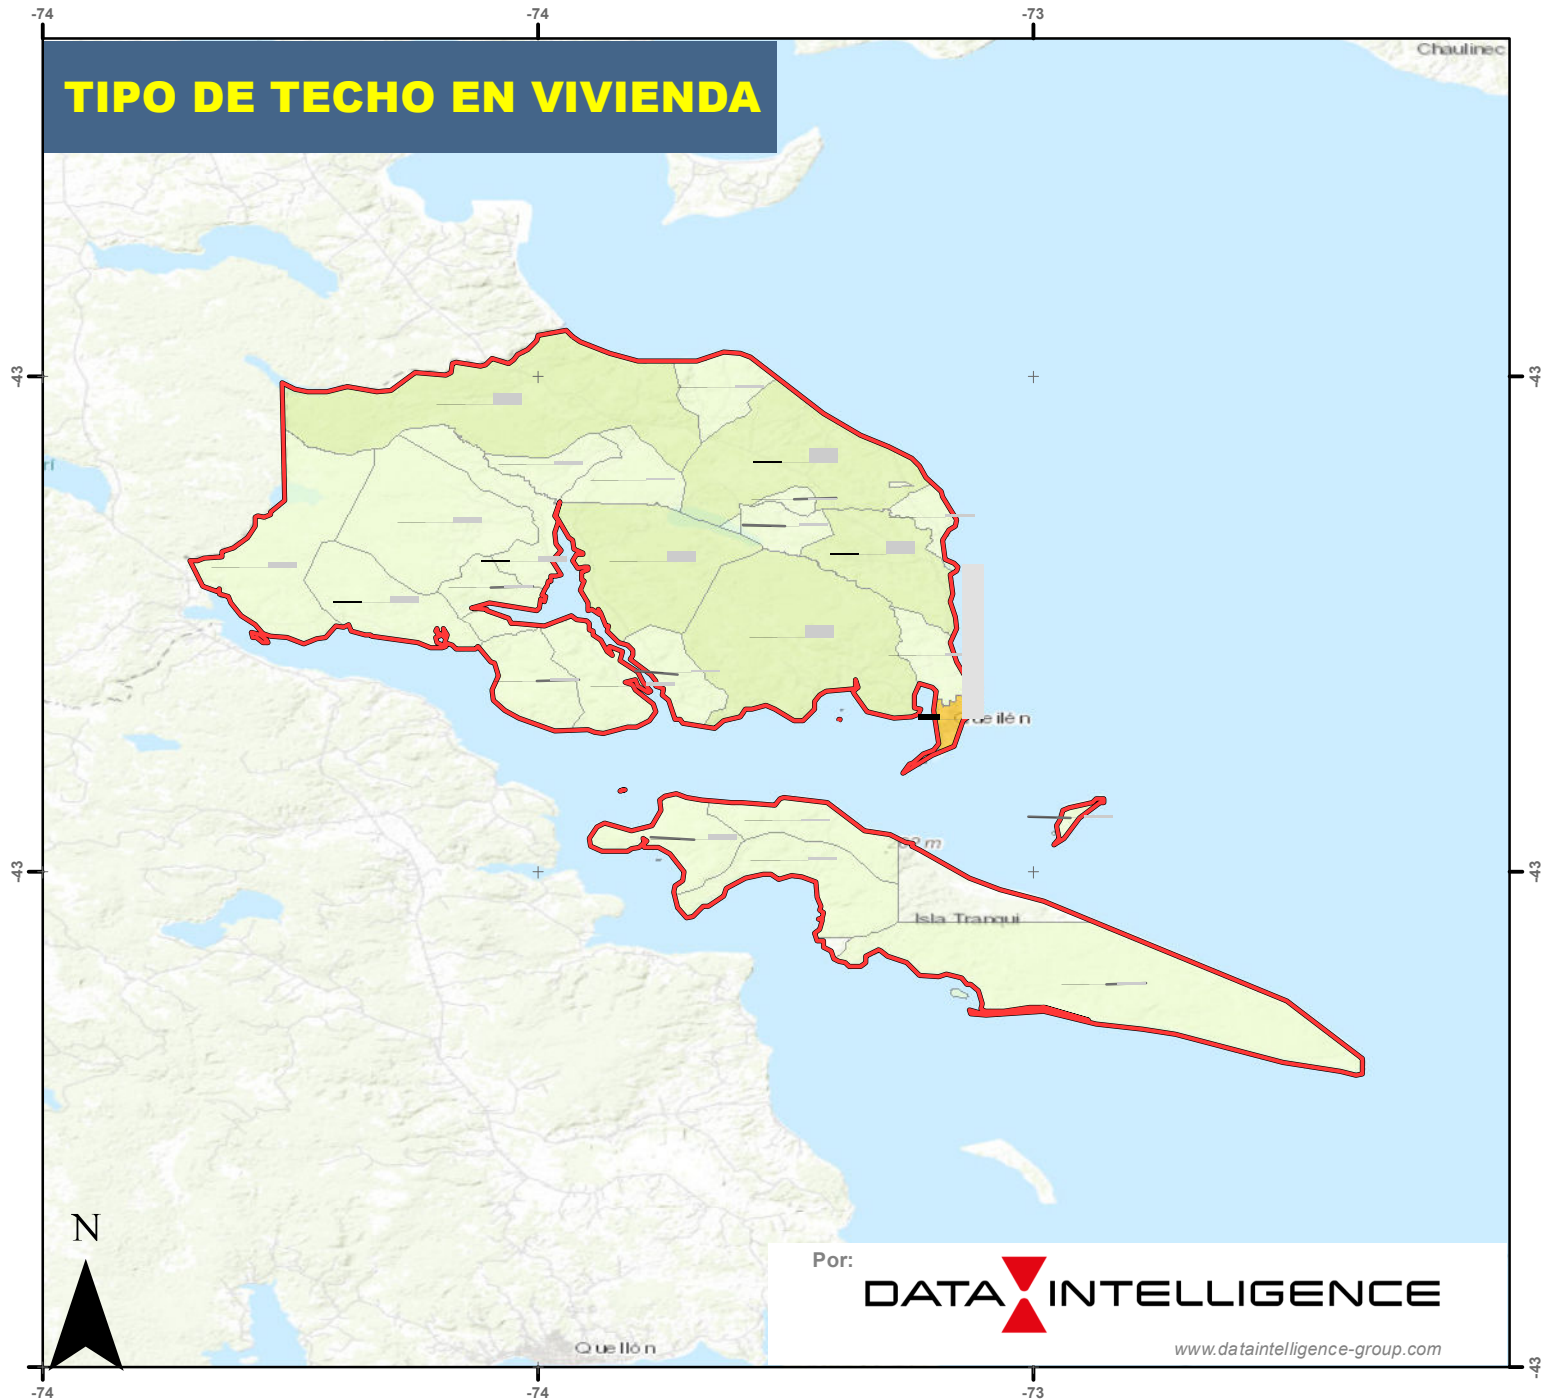 -74
-74
-73
Chaulinec
TIPO DE TECHO EN VIVIENDA
-43
-43
Queilén
-43
-43
Isla Tranqui
N
Por:
DATA INTELLIGENCE
www.dataintelligence-group.com
Quellón
-43
-74
-74
-73